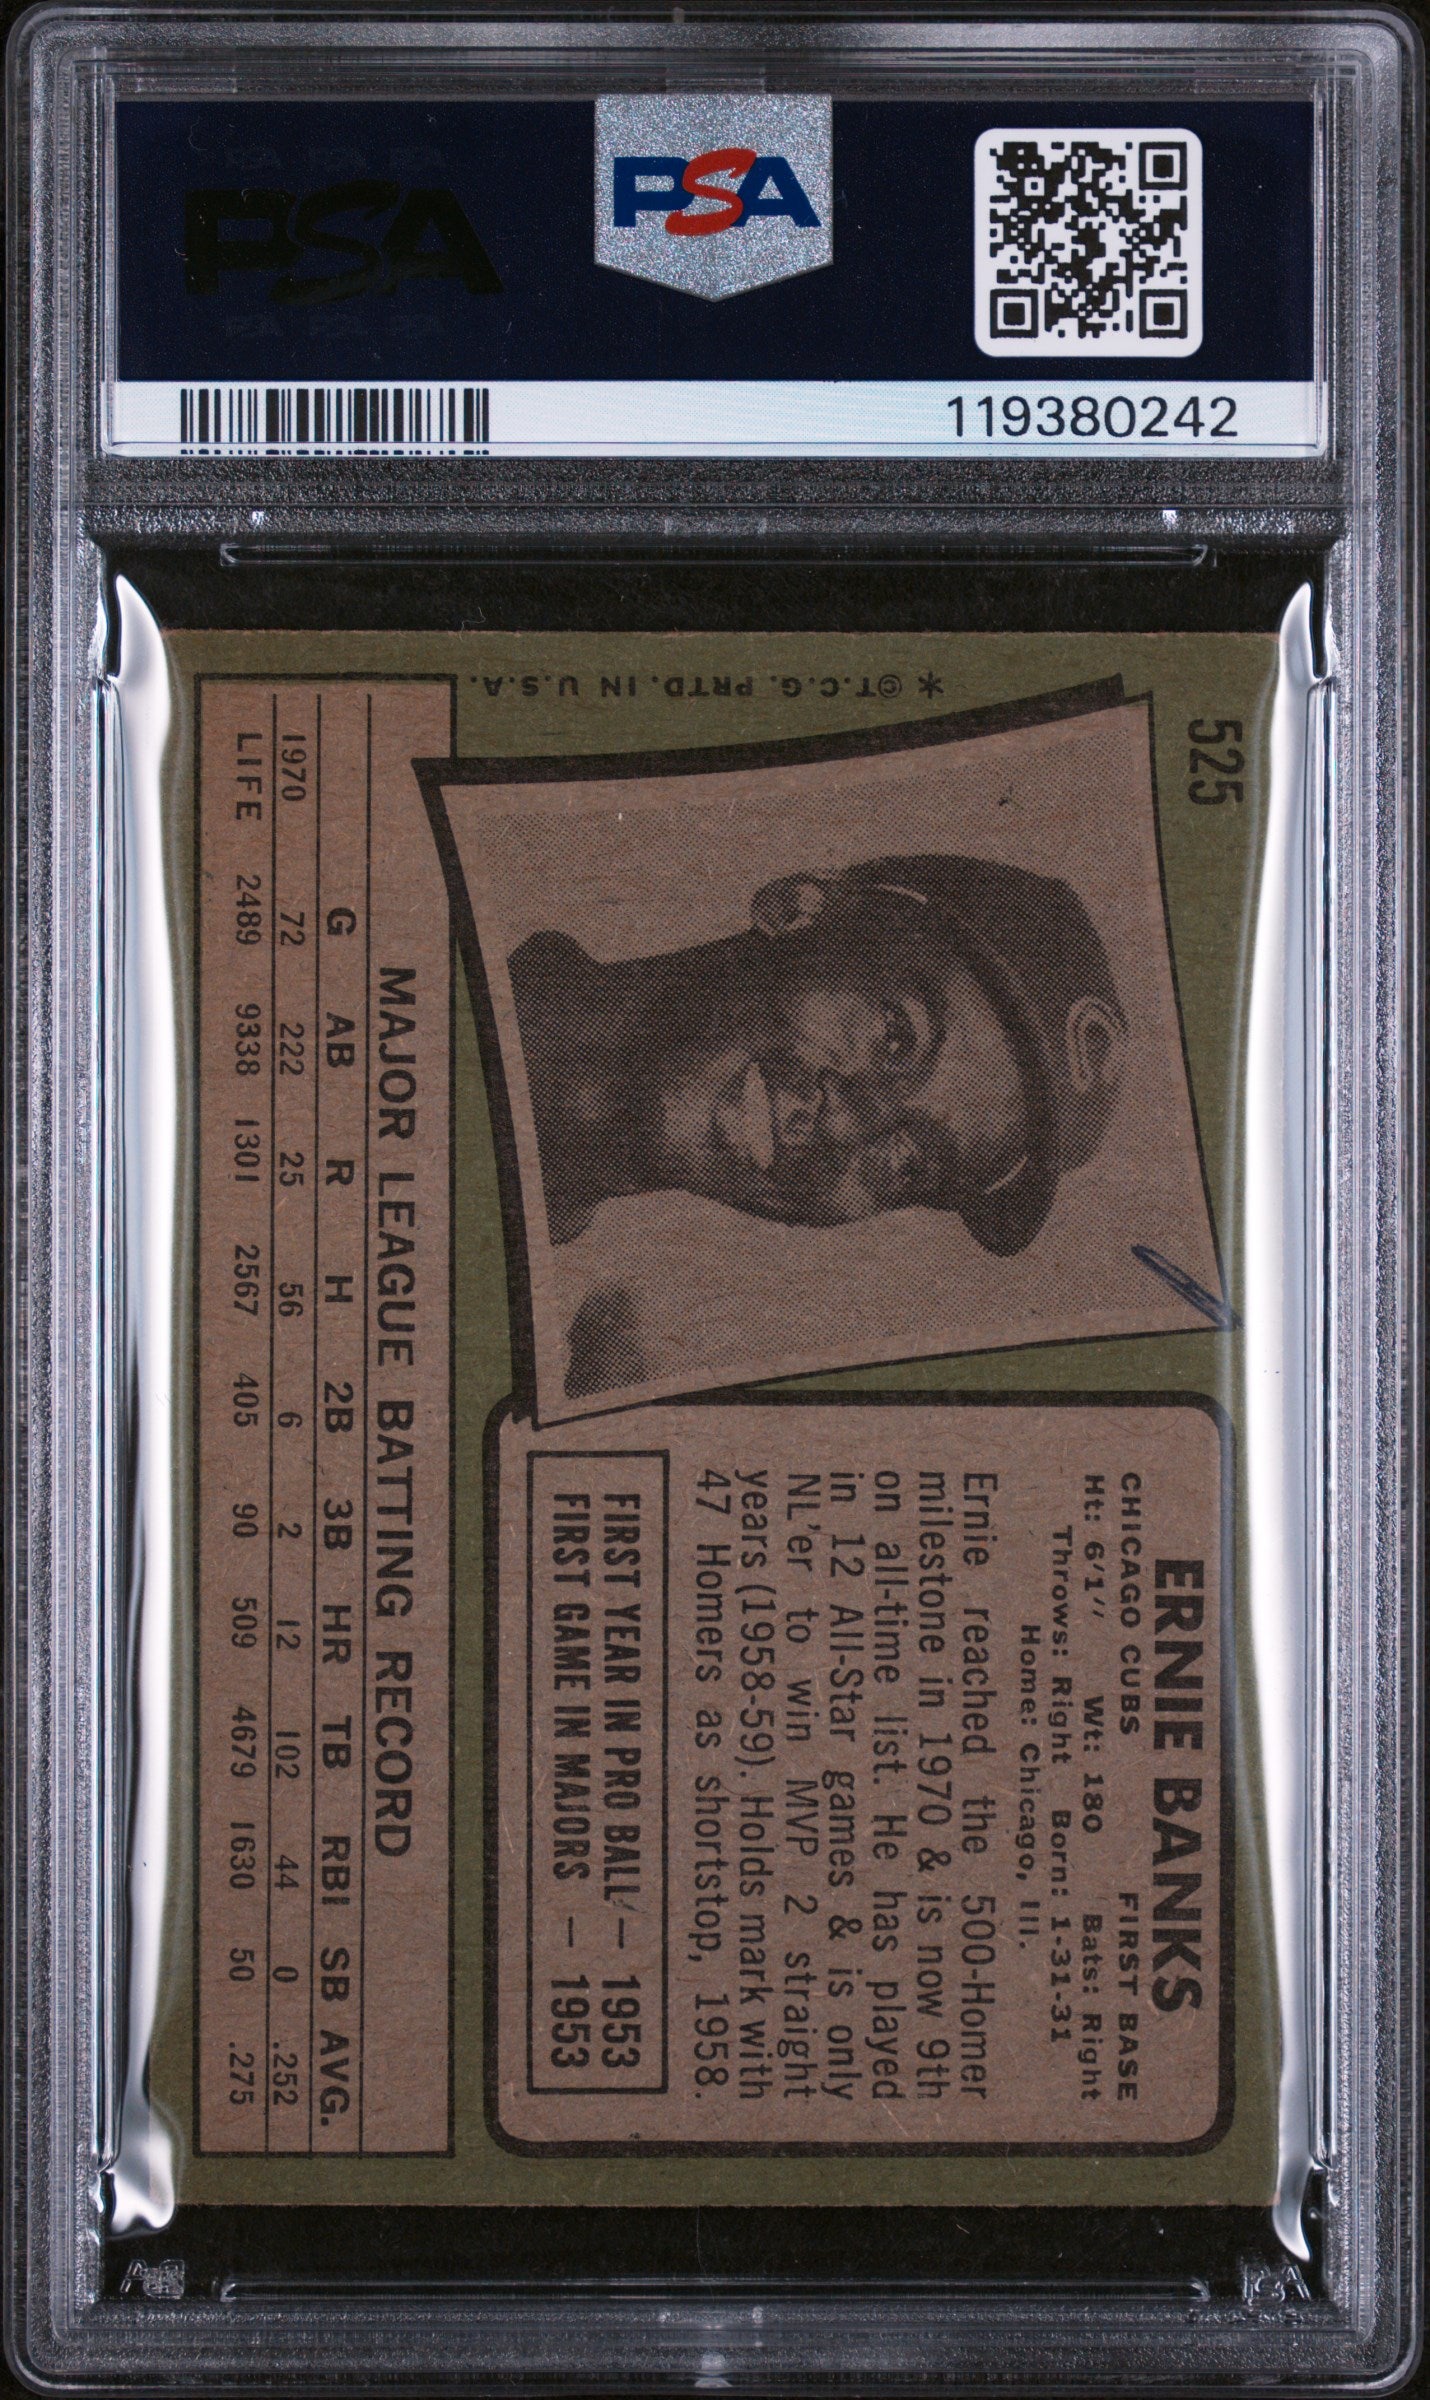 PSA
PSA
119380242
525
*©T.C.G. PRTD. IN U.S.A.
C
ERNIE BANKS
CHICAGO CUBS FIRST BASE
Ht: 6'1" Wt: 180 Bats: Right
Throws: Right Born: 1-31-31
Home: Chicago, Ill.
Ernie reached the 500-Homer
milestone in 1970 & is now 9th
on all-time list. He has played
in 12 All-Star games & is only
NL'er to win MVP 2 straight
years (1958-59). Holds mark with
47 Homers as shortstop, 1958.
FIRST YEAR IN PRO BALL — 1953
FIRST GAME IN MAJORS — 1953
MAJOR LEAGUE BATTING RECORD
G AB R H 2B 3B HR TB RBI SB AVG.
1970 72 222 25 56 6 2 12 102 44 0 .252
LIFE 2489 9338 1301 2567 405 90 509 4679 1630 50 .275
PSA
PSA